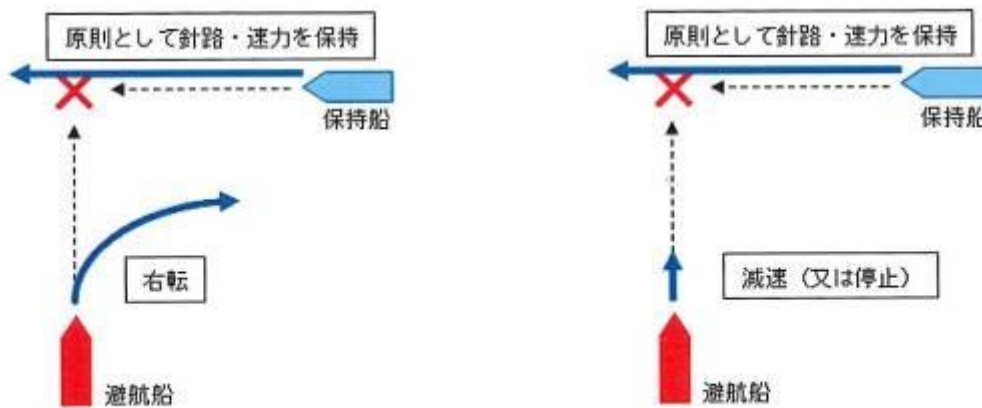 原則として針路・速力を保持
保持船
右転
避航船
原則として針路・速力を保持
保持船
減速（又は停止）
避航船